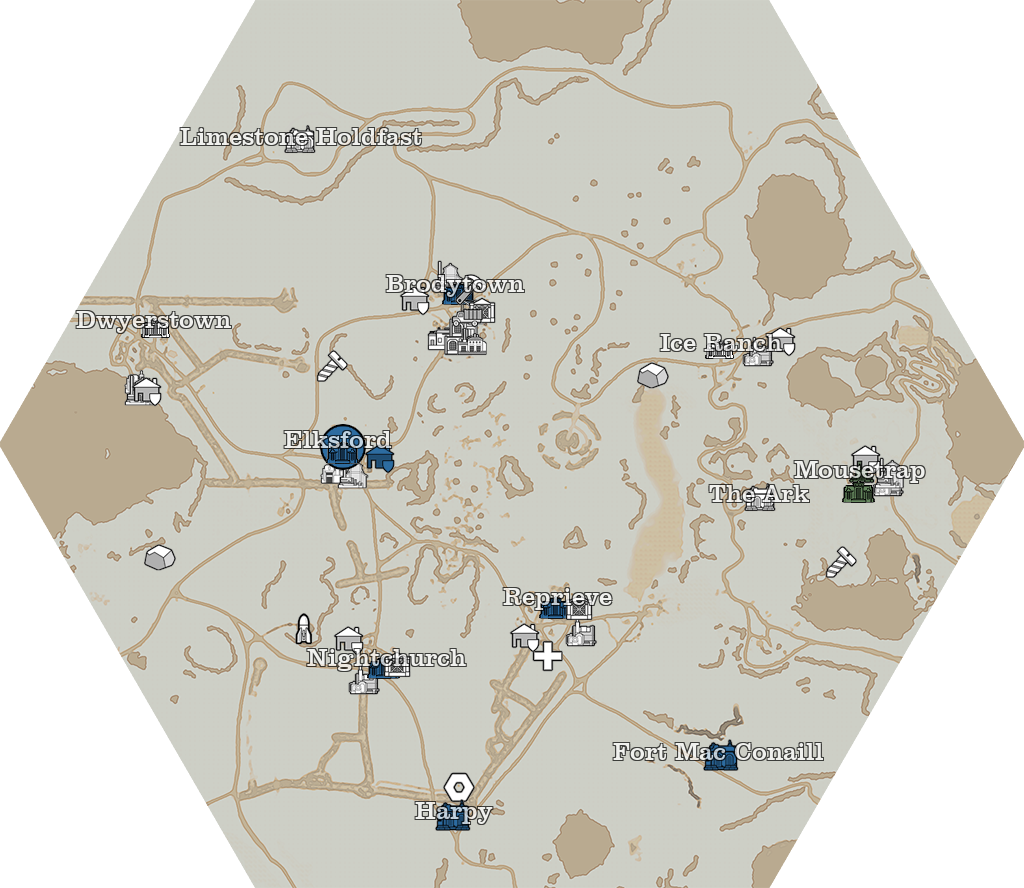 Limestone Holdfast
Brodytown
Dwyerstown
Ice Ranch
Elksford
Mousetrap
The Ark
Reprieve
Nightchurch
Fort Mac Conaill
Harpy